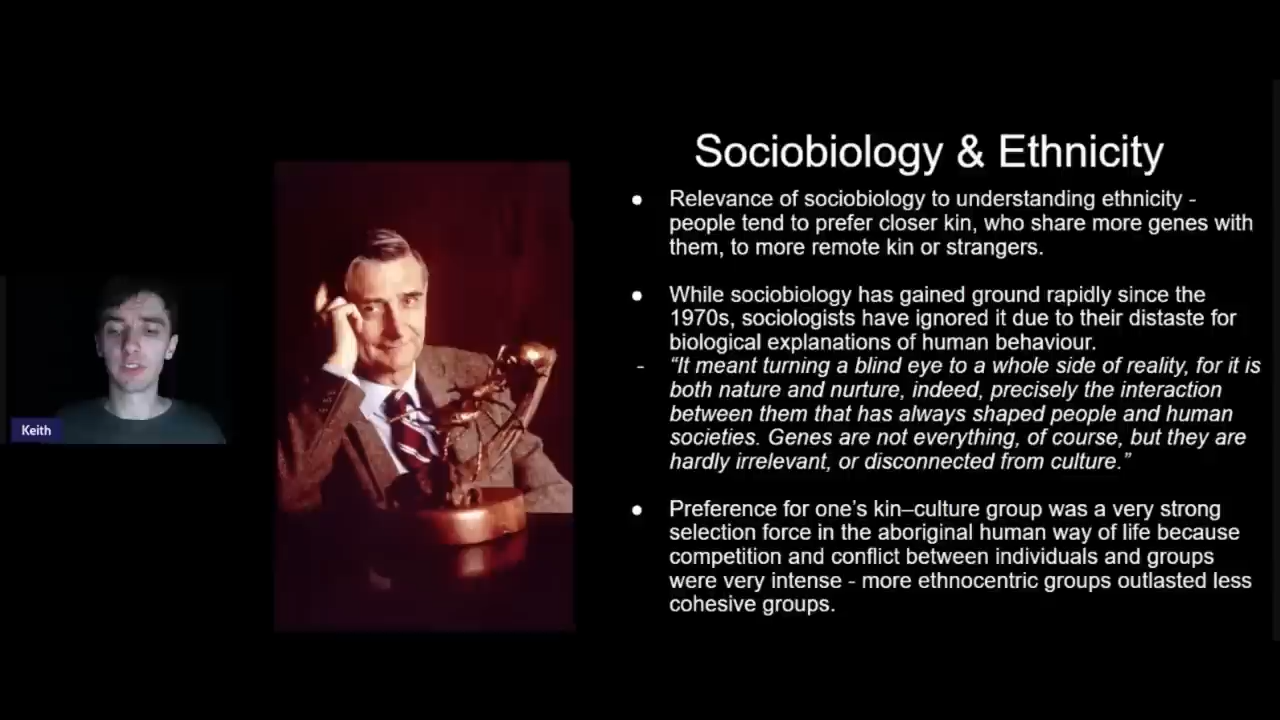 Sociobiology & Ethnicity
● Relevance of sociobiology to understanding ethnicity -
people tend to prefer closer kin, who share more genes with
them, to more remote kin or strangers.
● While sociobiology has gained ground rapidly since the
1970s, sociologists have ignored it due to their distaste for
biological explanations of human behaviour.
- “It meant turning a blind eye to a whole side of reality, for it is
both nature and nurture, indeed, precisely the interaction
between them that has always shaped people and human
societies. Genes are not everything, of course, but they are
hardly irrelevant, or disconnected from culture.”
● Preference for one’s kin–culture group was a very strong
selection force in the aboriginal human way of life because
competition and conflict between individuals and groups
were very intense - more ethnocentric groups outlasted less
cohesive groups.
Keith